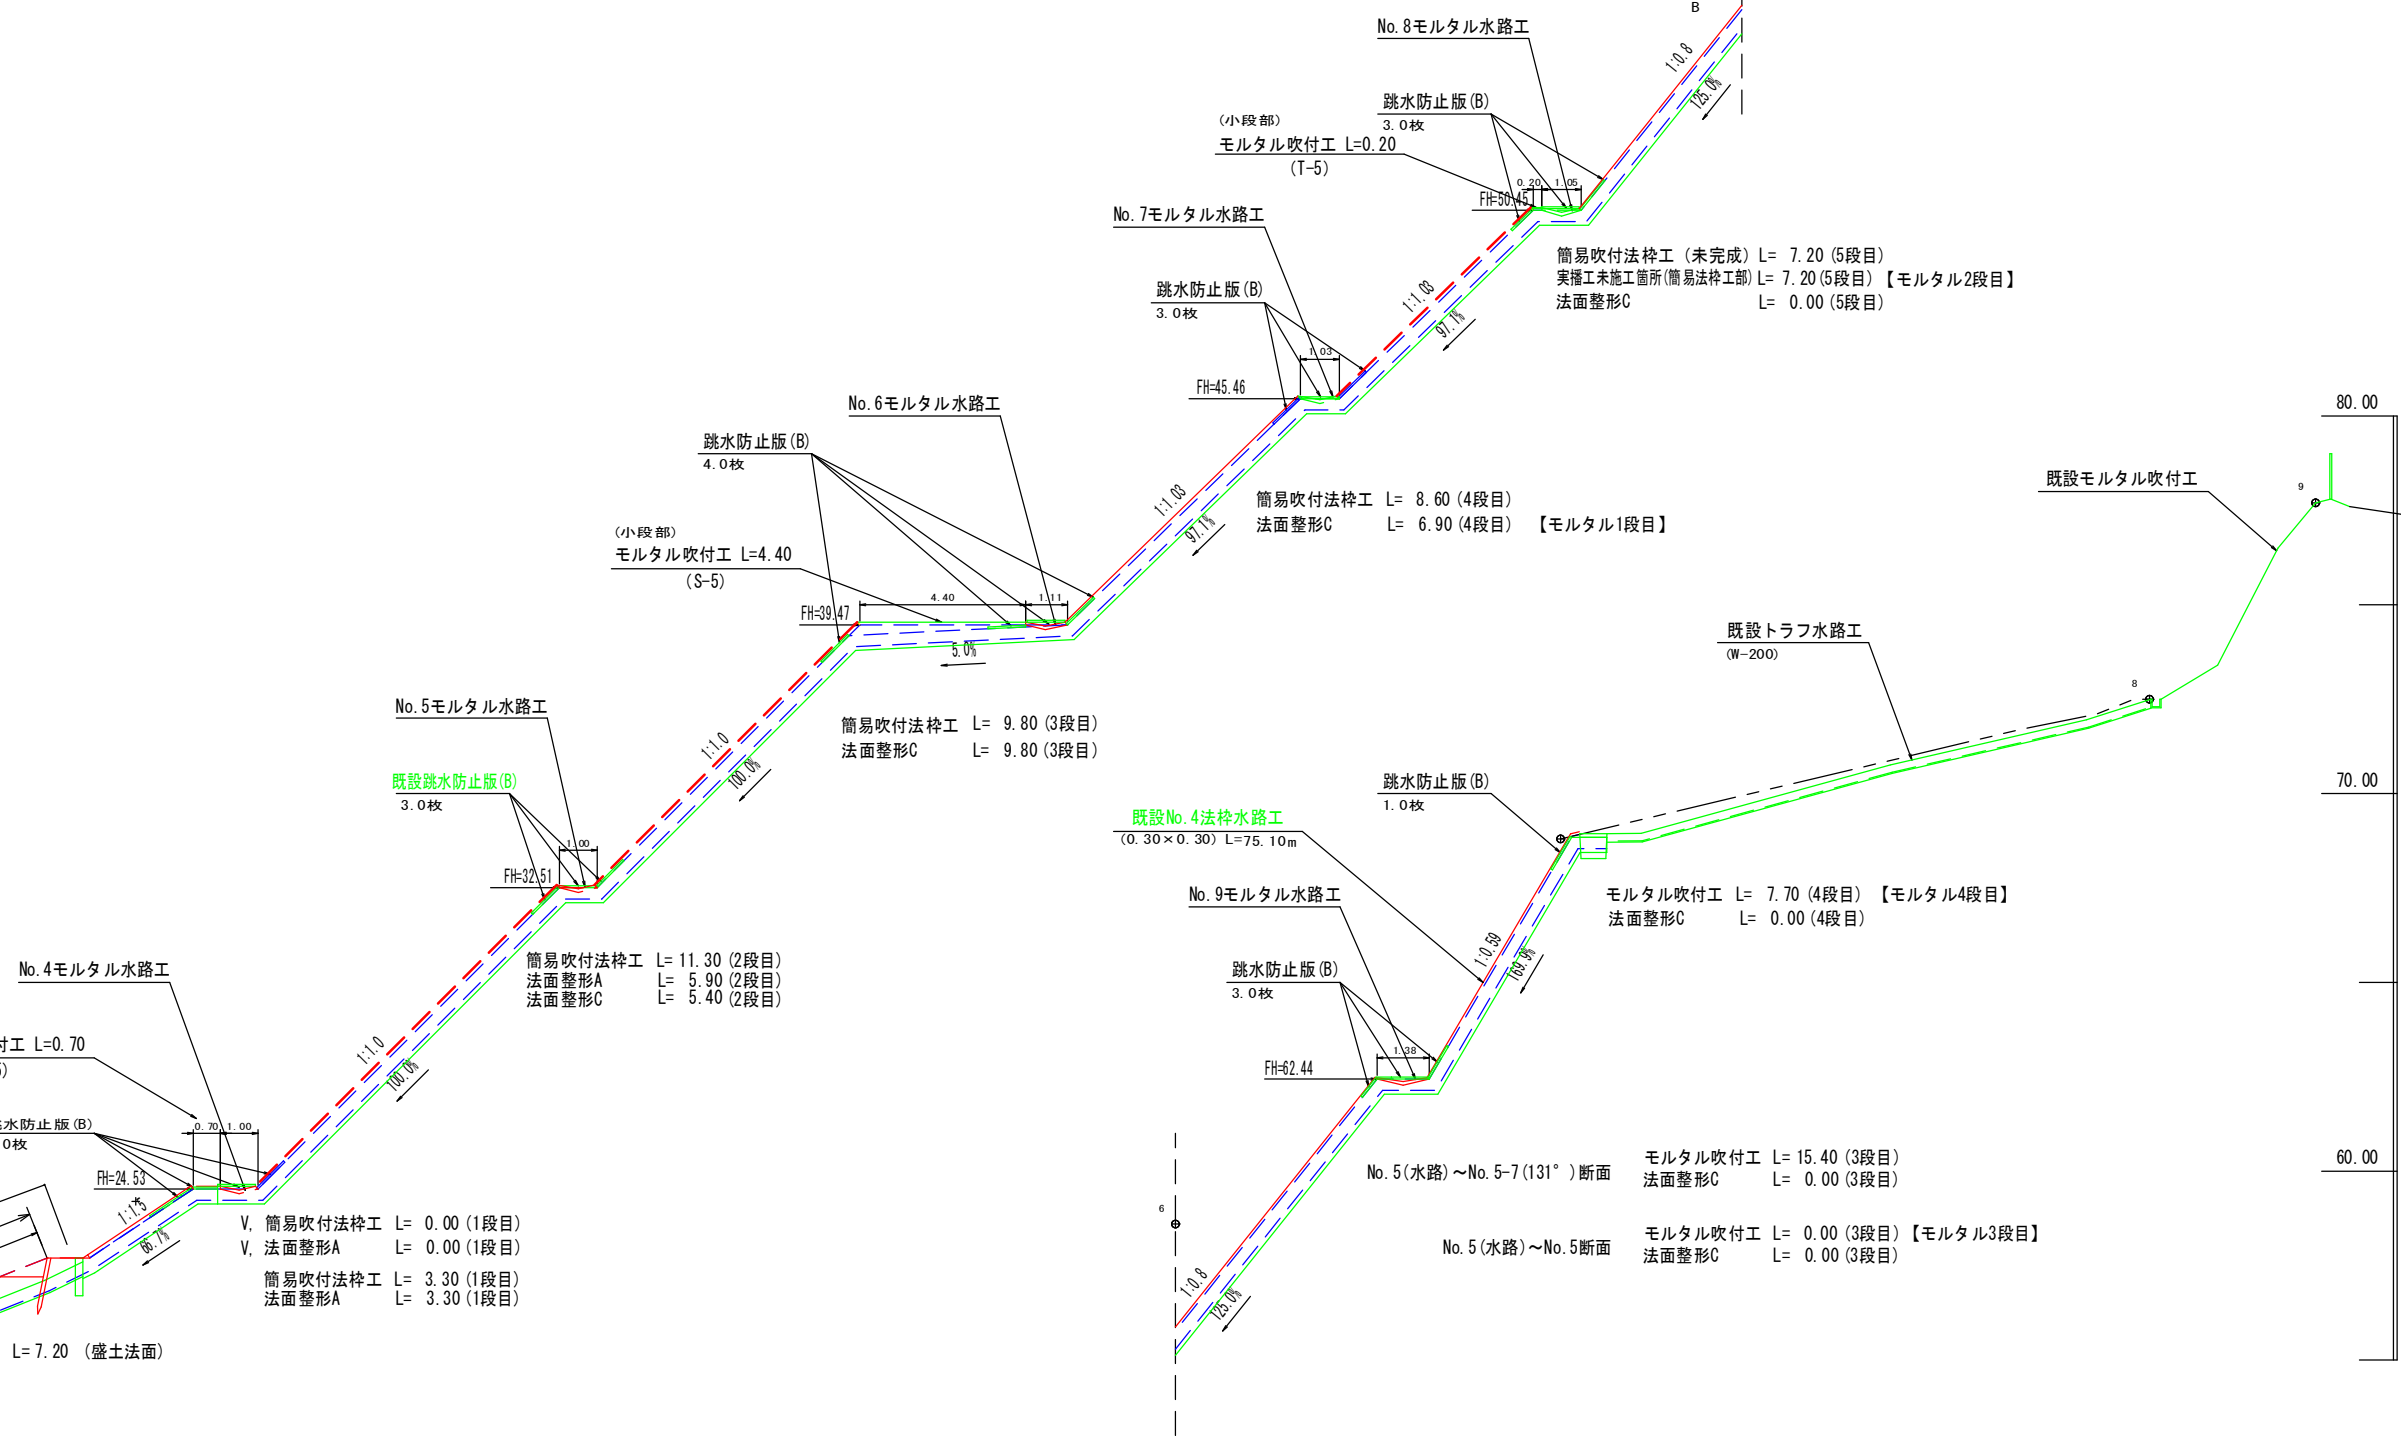 B
No.8モルタル水路工
1:0.8
125.0%
跳水防止版(B)
3.0枚
(小段部)
モルタル吹付工 L=0.20
(T-5)
0.20
1.05
FH=50.45
No.7モルタル水路工
簡易吹付法枠工 (未完成) L= 7.20(5段目)
実播工未施工箇所(簡易法枠工部) L= 7.20(5段目) 【モルタル2段目】
法面整形C L= 0.00(5段目)
跳水防止版(B)
3.0枚
1:1.03
97.1%
1.03
FH=45.46
No.6モルタル水路工
80.00
跳水防止版(B)
4.0枚
既設モルタル吹付工
9
1:1.03
97.1%
簡易吹付法枠工 L= 8.60(4段目)
法面整形C L= 6.90(4段目) 【モルタル1段目】
(小段部)
モルタル吹付工 L=4.40
(S-5)
4.40
1.11
FH=39.47
5.0%
既設トラフ水路工
(W-200)
8
No.5モルタル水路工
簡易吹付法枠工 L= 9.80(3段目)
法面整形C L= 9.80(3段目)
1:1.0
100.0%
既設跳水防止版(B)
3.0枚
跳水防止版(B)
1.0枚
70.00
既設No.4法枠水路工
(0.30×0.30) L=75.10m
1.00
FH=32.51
No.9モルタル水路工
モルタル吹付工 L= 7.70(4段目) 【モルタル4段目】
法面整形C L= 0.00(4段目)
1:0.59
169.9%
No.4モルタル水路工
簡易吹付法枠工 L= 11.30(2段目)
法面整形A L= 5.90(2段目)
法面整形C L= 5.40(2段目)
跳水防止版(B)
3.0枚
付工 L=0.70
1:1.0
100.0%
1.38
FH=62.44
水防止版(B)
0枚
0.70
1.00
FH=24.53
1:1.5
66.7%
No.5(水路)～No.5-7(131°)断面
モルタル吹付工 L= 15.40(3段目)
法面整形C L= 0.00(3段目)
60.00
6
V, 簡易吹付法枠工 L= 0.00(1段目)
V, 法面整形A L= 0.00(1段目)
簡易吹付法枠工 L= 3.30(1段目)
法面整形A L= 3.30(1段目)
No.5(水路)～No.5断面
モルタル吹付工 L= 0.00(3段目) 【モルタル3段目】
法面整形C L= 0.00(3段目)
1:0.8
125.0%
L= 7.20 (盛土法面)